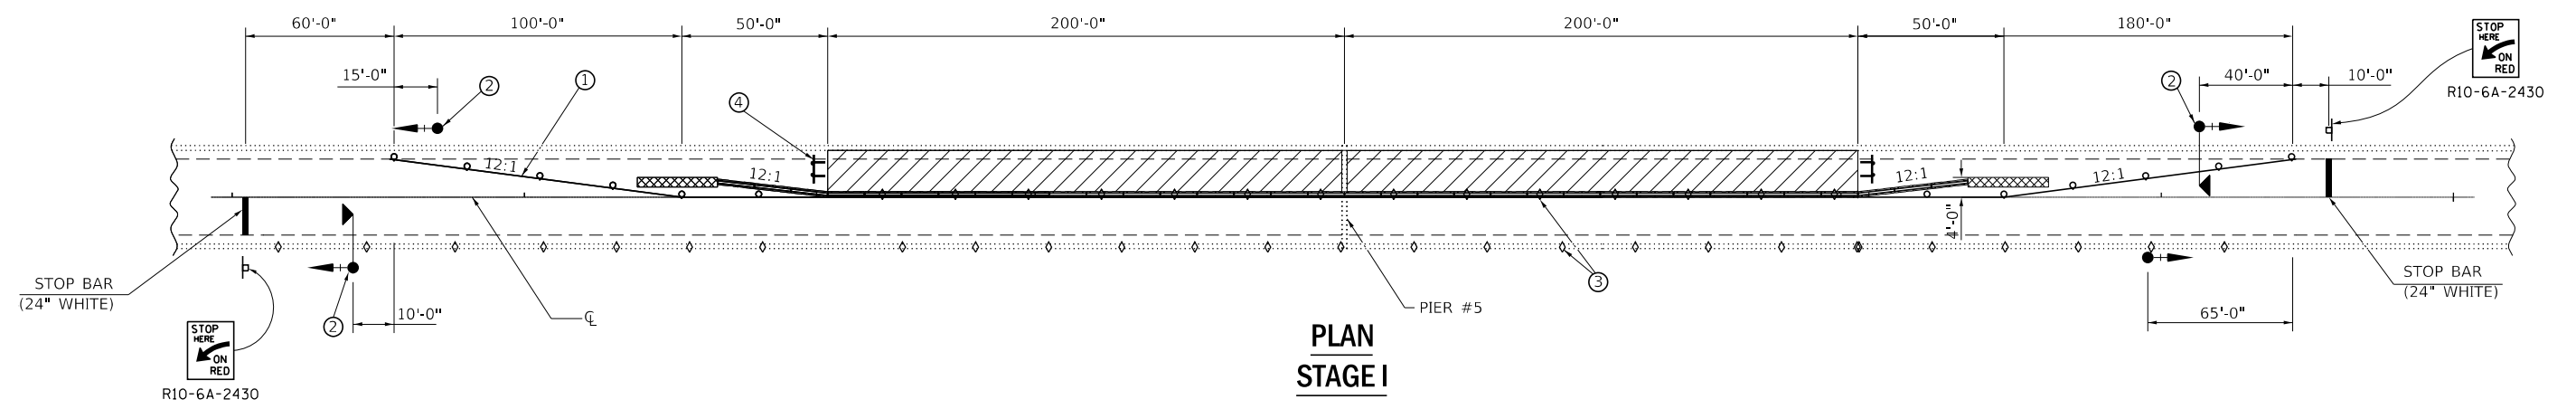 60'-0" 100'-0" 50'-0" 200'-0" 200'-0" 50'-0" 180'-0"
STOP
HERE
ON
RED
R10-6A-2430
15'-0" 2 1 4 2 40'-0" 10'-0"
12:1 12:1 12:1 12:1
4'-0"
STOP BAR
(24" WHITE)
STOP
HERE
ON
RED
R10-6A-2430
2 10'-0" ℄
PIER #5
3
65'-0"
STOP BAR
(24" WHITE)
PLAN
STAGE I